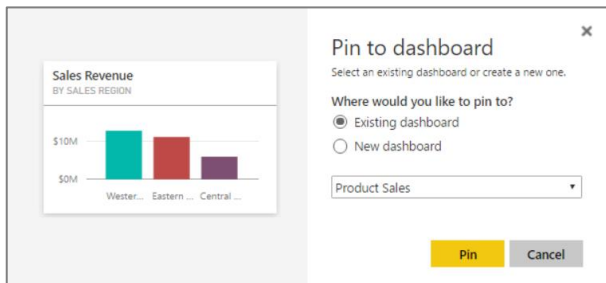 Sales Revenue
BY SALES REGION
$10M
$0M
Wester... Eastern ... Central ...
Pin to dashboard
Select an existing dashboard or create a new one.
Where would you like to pin to?
Existing dashboard
New dashboard
Product Sales
Pin Cancel